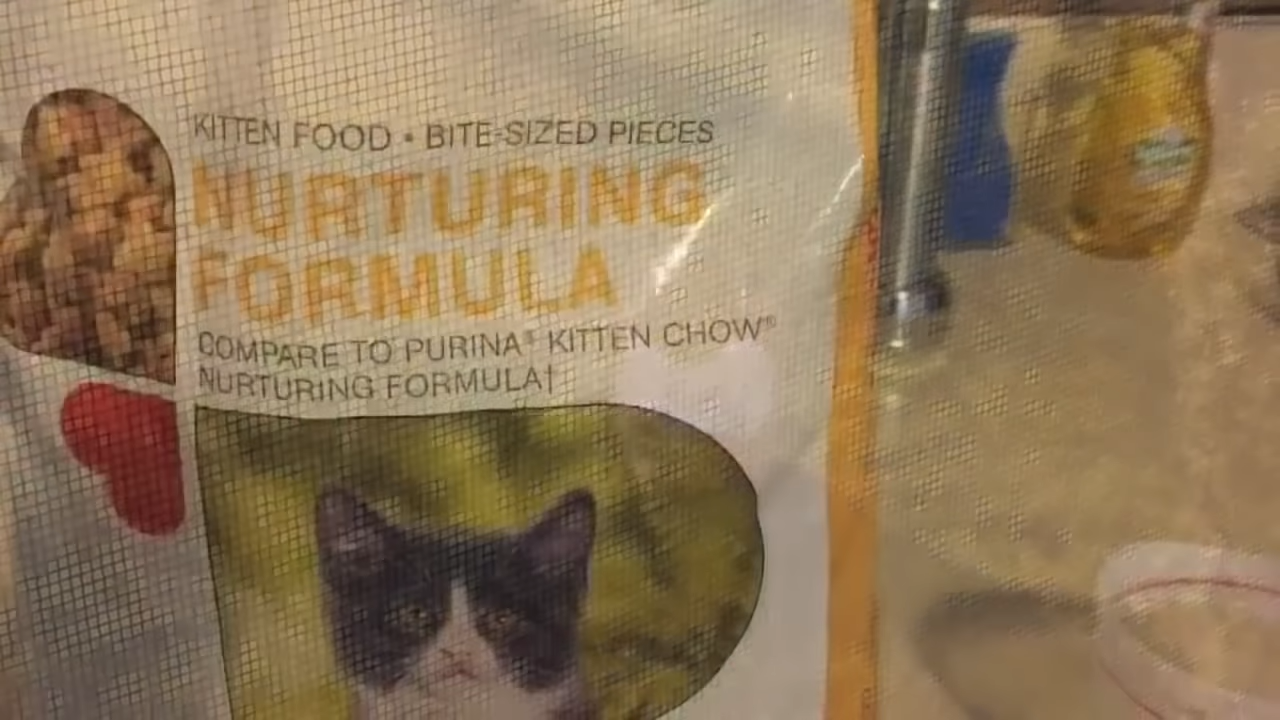 KITTEN FOOD • BITE-SIZED PIECES
NURTURING
FORMULA
COMPARE TO PURINA® KITTEN CHOW®
NURTURING FORMULA†